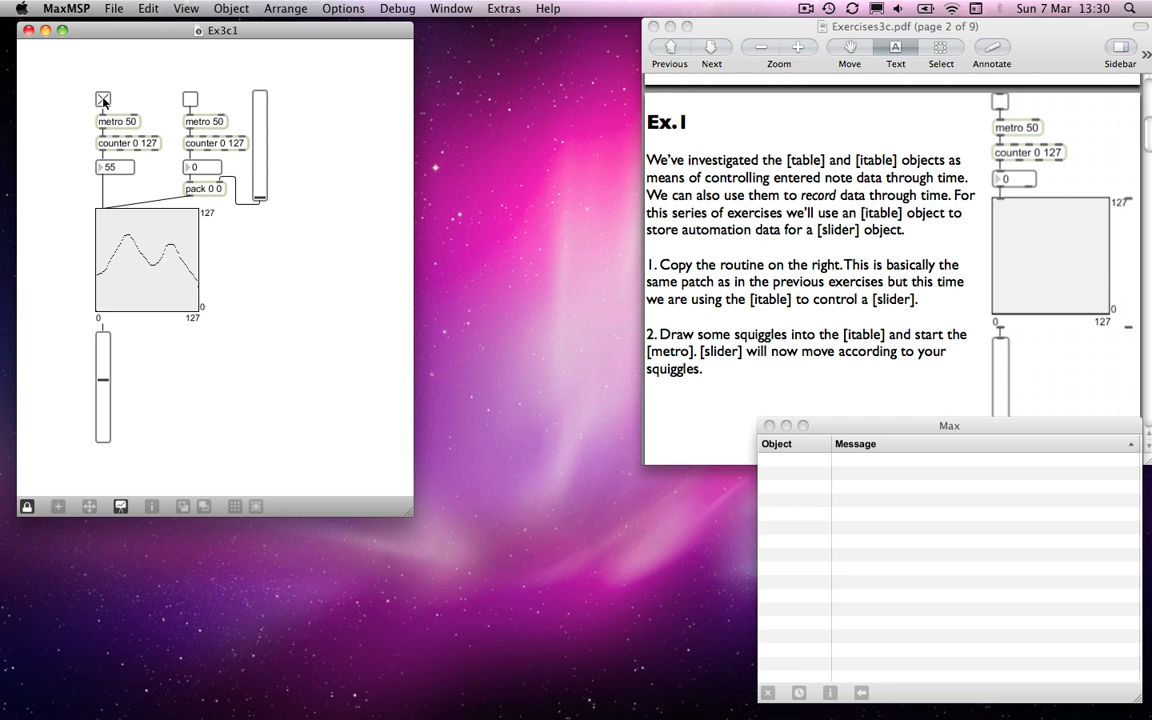 MaxMSP File Edit View Object Arrange Options Debug Window Extras Help Sun 7 Mar 13:30
Ex3c1
metro 50 metro 50
counter 0 127 counter 0 127
55 0
pack 0 0
127
0
0 127
Exercises3c.pdf (page 2 of 9)
Previous Next Zoom Move Text Select Annotate Sidebar
A
Ex.1
We've investigated the [table] and [itable] objects as
means of controlling entered note data through time.
We can also use them to record data through time. For
this series of exercises we'll use an [itable] object to
store automation data for a [slider] object.
1. Copy the routine on the right. This is basically the
same patch as in the previous exercises but this time
we are using the [itable] to control a [slider].
2. Draw some squiggles into the [itable] and start the
[metro]. [slider] will now move according to your
squiggles.
metro 50
counter 0 127
0
127
0
0 127
Max
Object Message